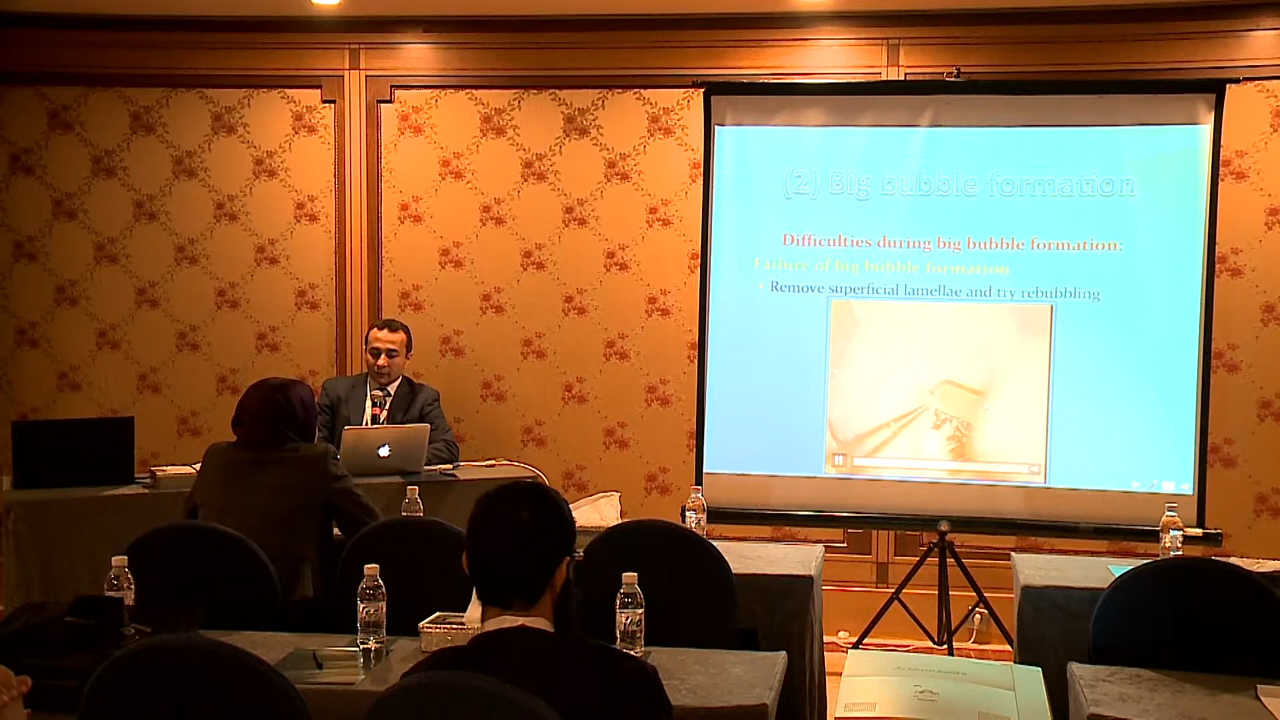 (2) Big bubble formation
Difficulties during big bubble formation:
Failure of big bubble formation
Remove superficial lamellae and try rebubbling